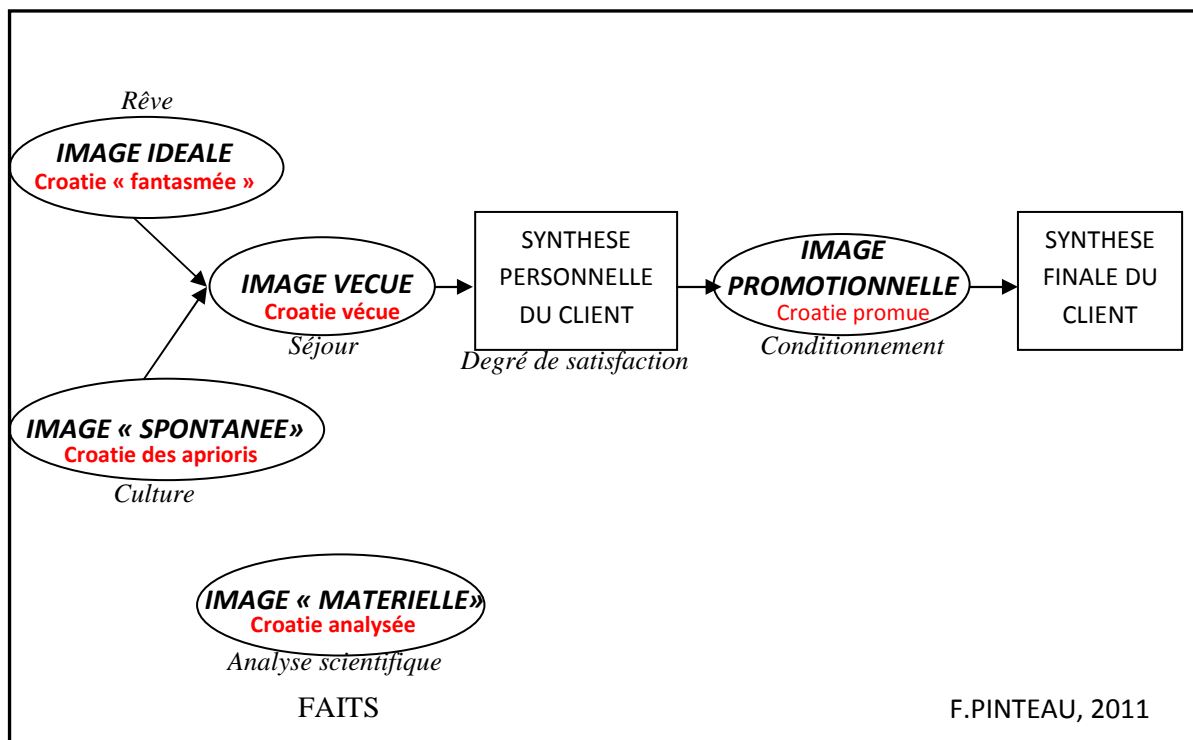 Rêve
IMAGE IDEALE
Croatie « fantasmée »
IMAGE VECUE
Croatie vécue
Séjour
SYNTHESE
PERSONNELLE
DU CLIENT
Degré de satisfaction
IMAGE
PROMOTIONNELLE
Croatie promue
Conditionnement
SYNTHESE
FINALE DU
CLIENT
IMAGE « SPONTANEE»
Croatie des aprioris
Culture
IMAGE « MATERIELLE»
Croatie analysée
Analyse scientifique
FAITS
F.PINTEAU, 2011